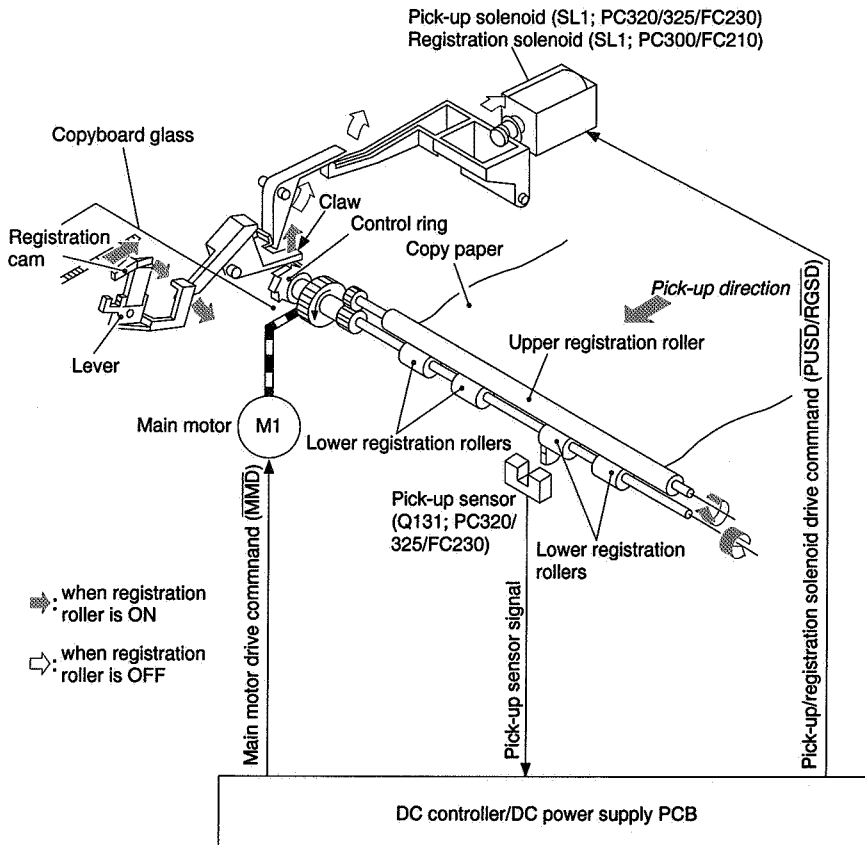 Pick-up solenoid (SL1; PC320/325/FC230)
Registration solenoid (SL1; PC300/FC210)
Copyboard glass
Claw
Control ring
Registration
cam
Copy paper
Pick-up direction
Lever
Upper registration roller
Main motor
M1
Lower registration rollers
Pick-up sensor
(Q131; PC320/
325/FC230)
Lower registration
rollers
: when registration
roller is ON
: when registration
roller is OFF
Main motor drive commnand (MMD)
Pick-up sensor signal
Pick-up/registration solenoid drive commnand (PUSD/RGSD)
DC controller/DC power supply PCB